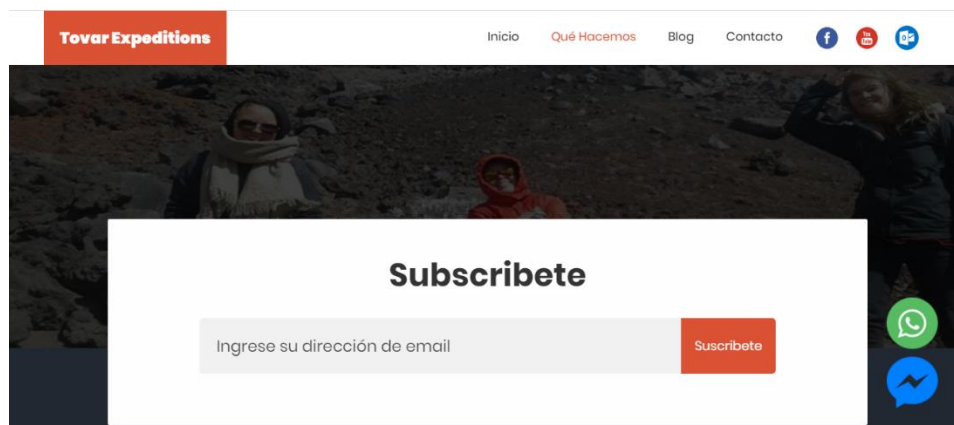 Tovar Expeditions
Inicio Qué Hacemos Blog Contacto
Subscribete
Ingrese su dirección de email Suscribete